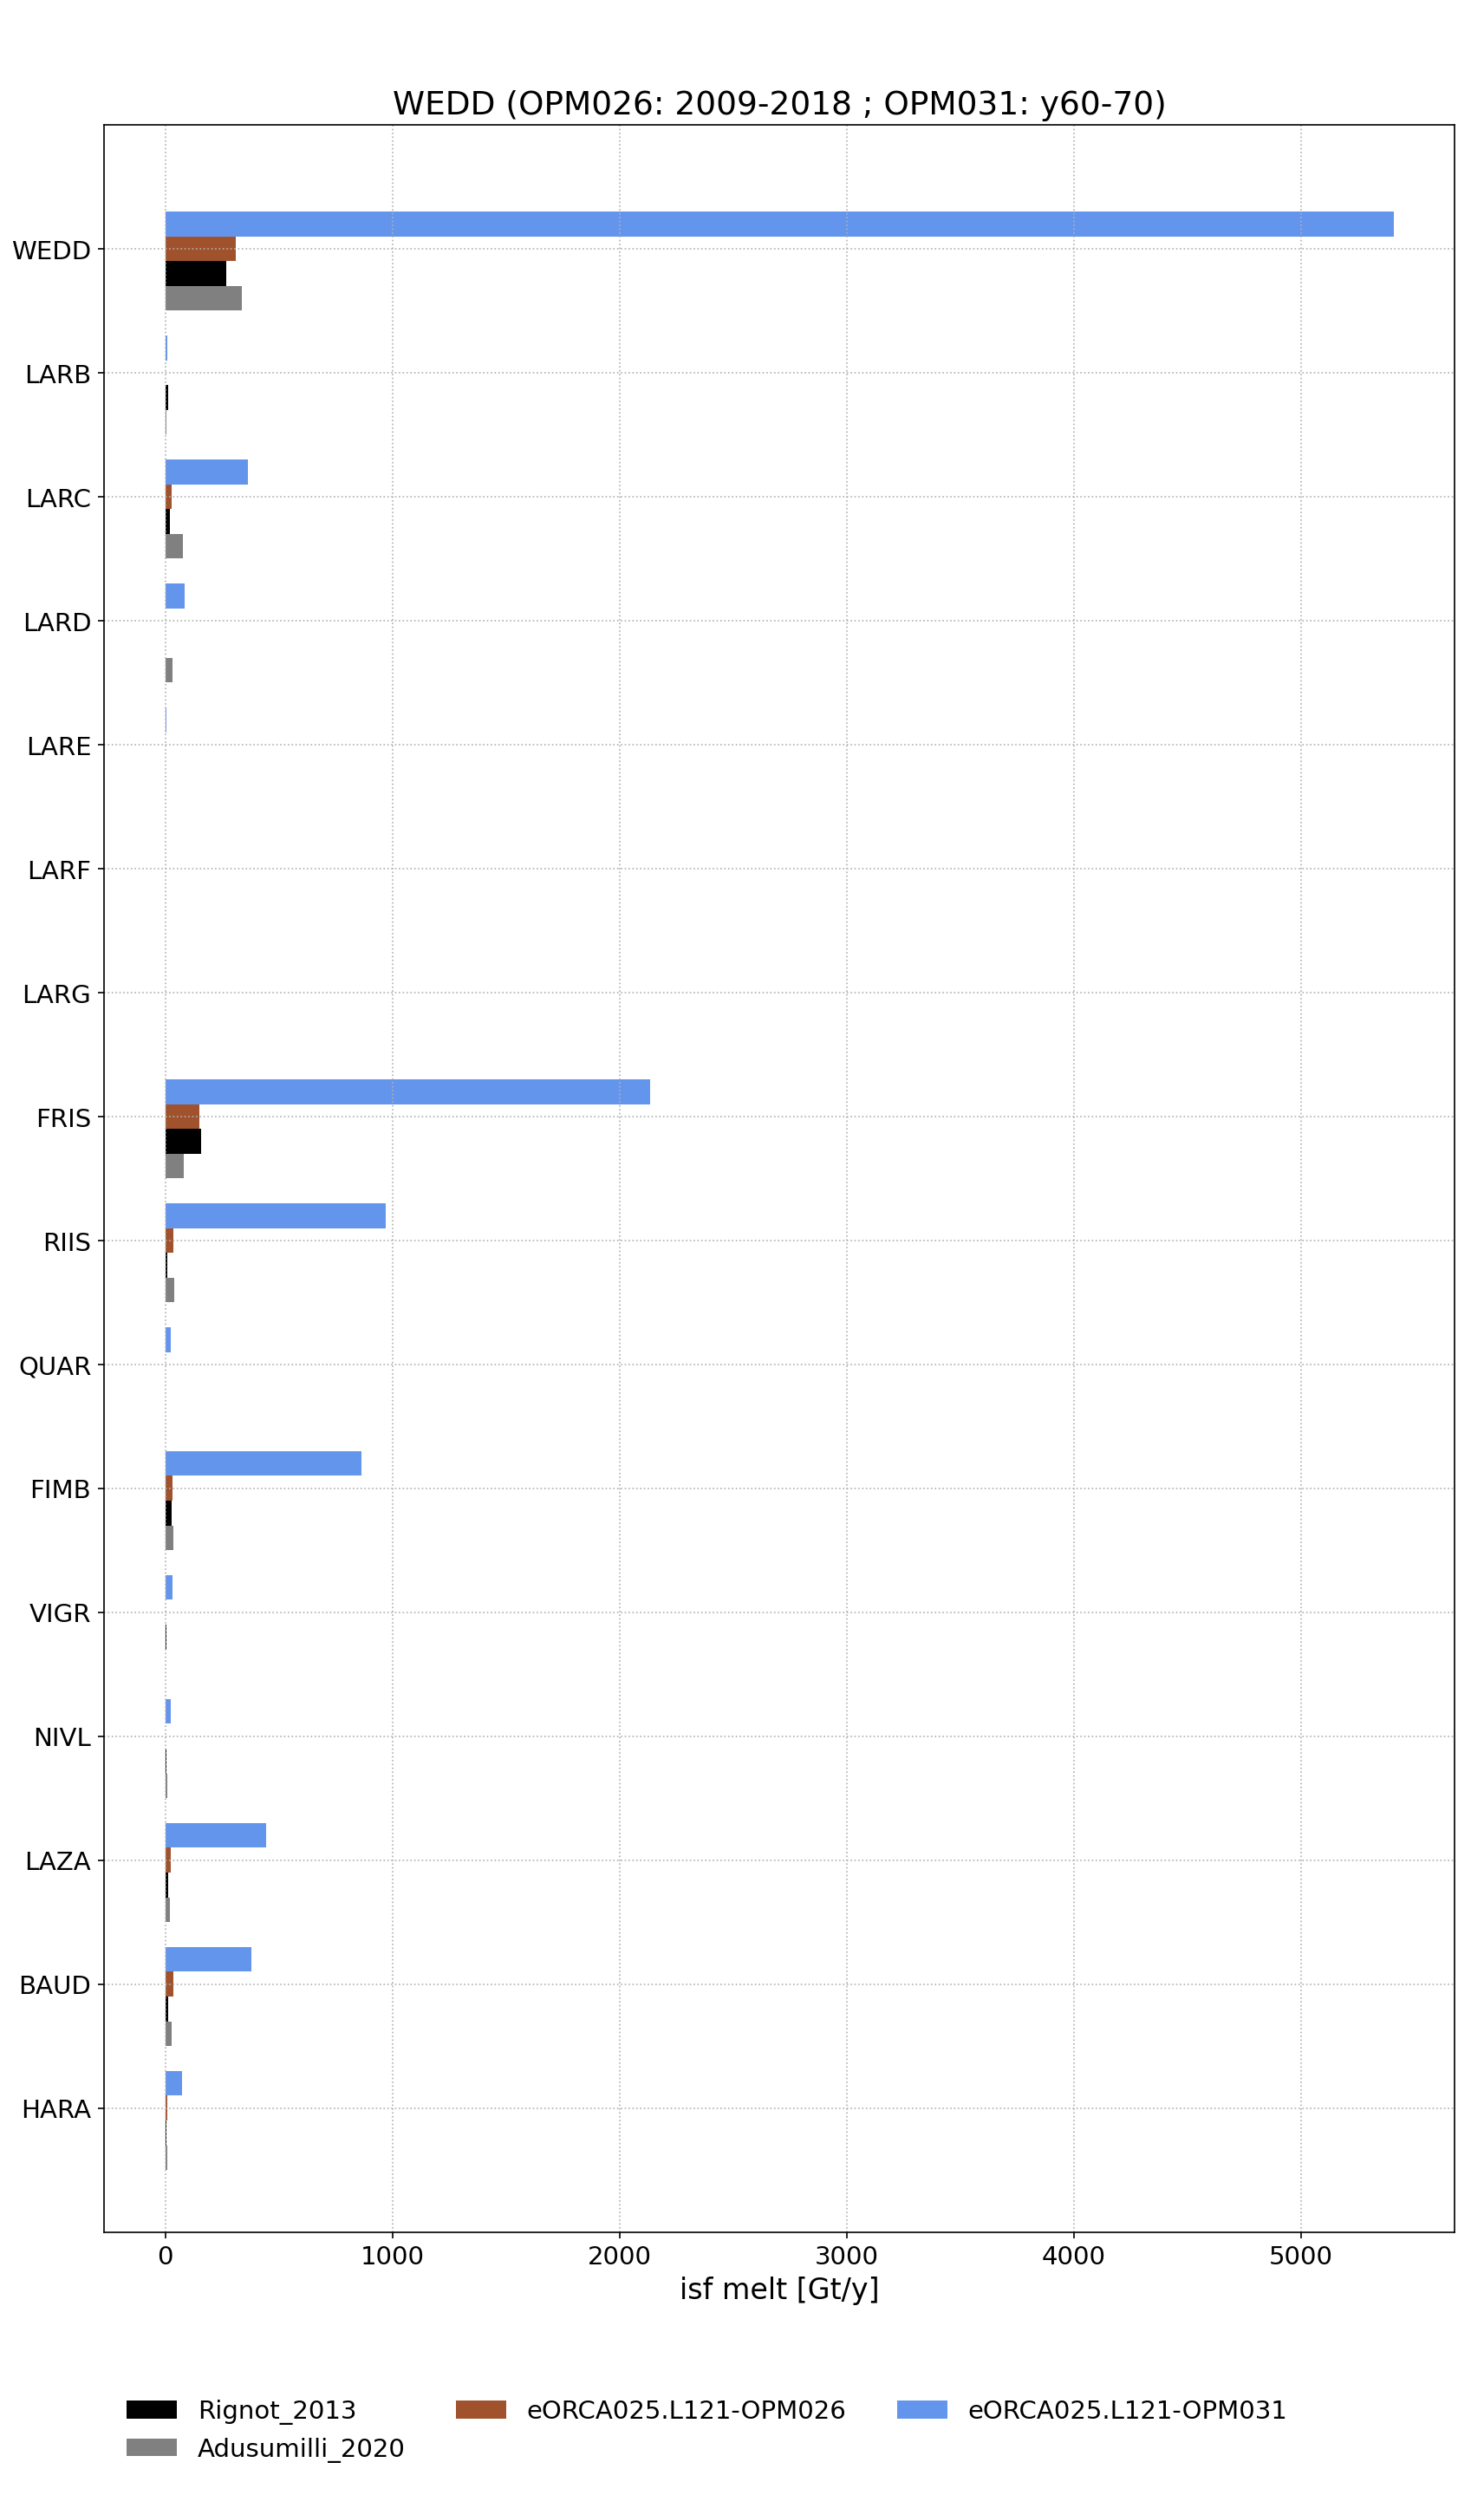 WEDD (OPM026: 2009-2018 ; OPM031: y60-70)
WEDD
LARB
LARC
LARD
LARE
LARF
LARG
FRIS
RIIS
QUAR
FIMB
VIGR
NIVL
LAZA
BAUD
HARA
0 1000 2000 3000 4000 5000
isf melt [Gt/y]
Rignot_2013 eORCA025.L121-OPM026 eORCA025.L121-OPM031
Adusumilli_2020